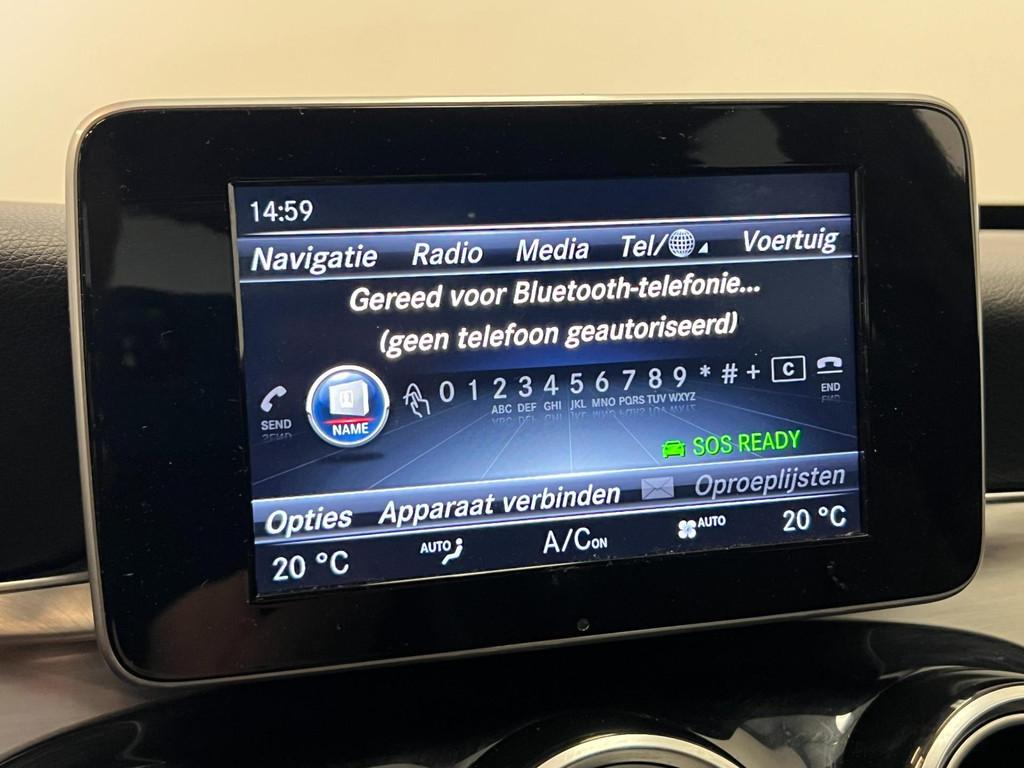 14:59
Navigatie Radio Media Tel/ Voertuig
Gereed voor Bluetooth-telefonie...
(geen telefoon geautoriseerd)
SEND NAME 0 1 2 3 4 5 6 7 8 9 * # + C END
ABC DEF GHI JKL MNO PQRS TUV WXYZ
SOS READY
Opties Apparaat verbinden Oproeplijsten
20 °C AUTO A/C ON AUTO 20 °C